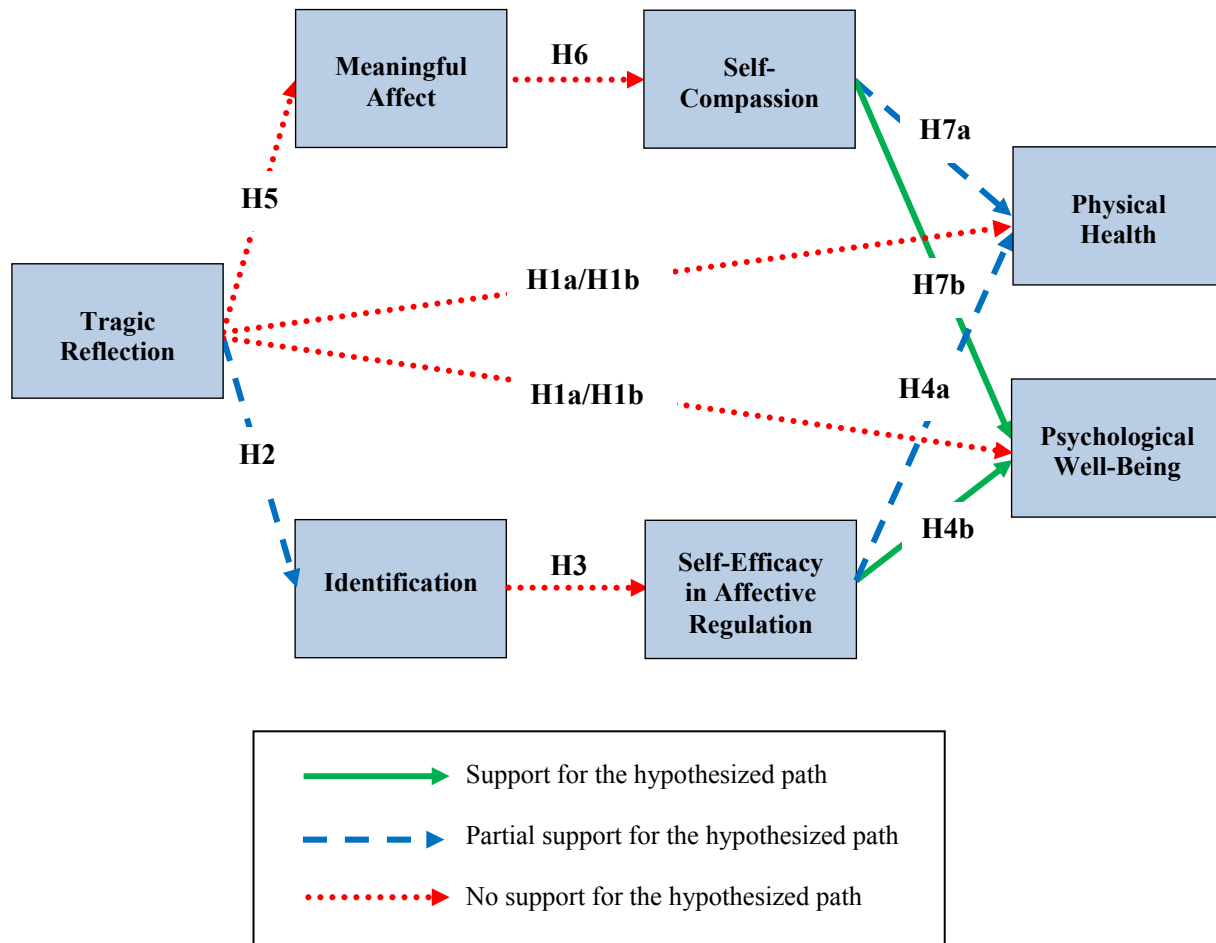 Meaningful
Affect
H6
Self-
Compassion
H7a
Physical
Health
H5
H1a/H1b
H7b
Tragic
Reflection
H1a/H1b
H4a
Psychological
Well-Being
H2
Identification
H3
Self-Efficacy
in Affective
Regulation
H4b
Support for the hypothesized path
Partial support for the hypothesized path
No support for the hypothesized path